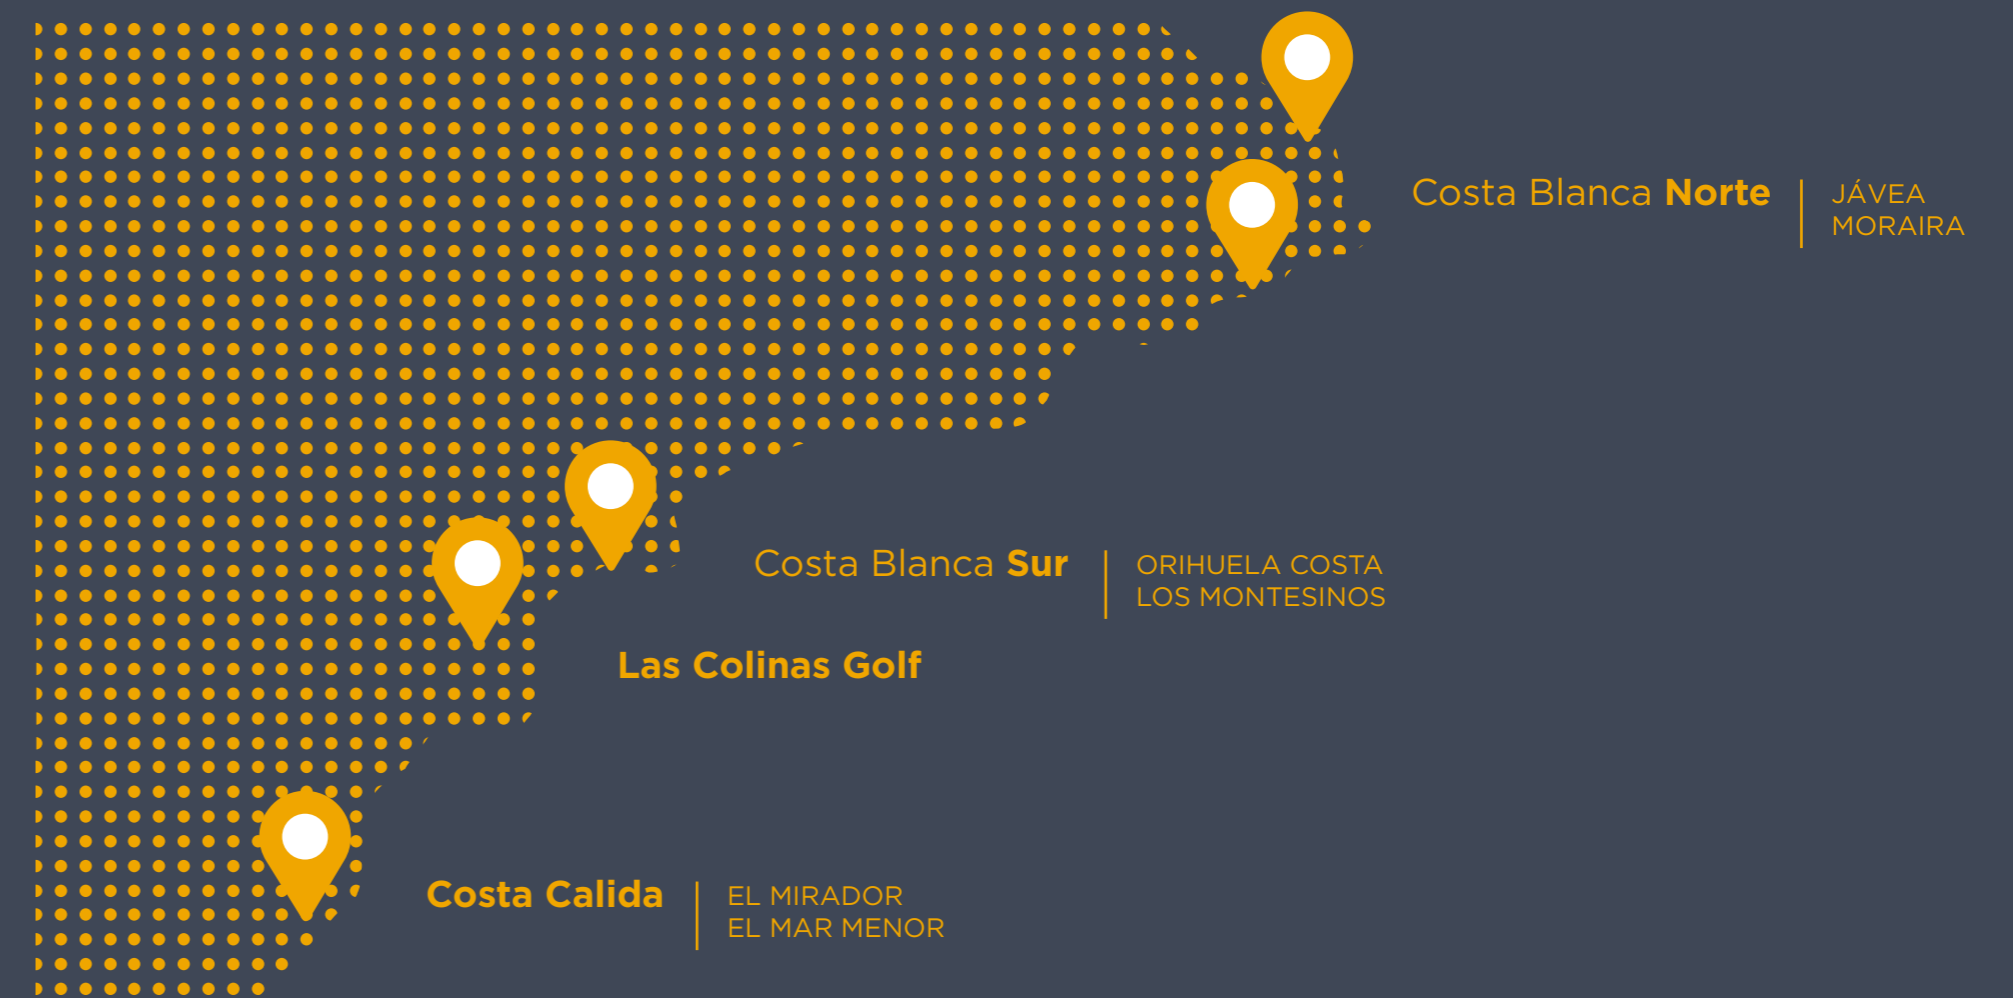 Costa Blanca Norte
JÁVEA
MORAIRA
Costa Blanca Sur
ORIHUELA COSTA
LOS MONTESINOS
Las Colinas Golf
Costa Calida
EL MIRADOR
EL MAR MENOR